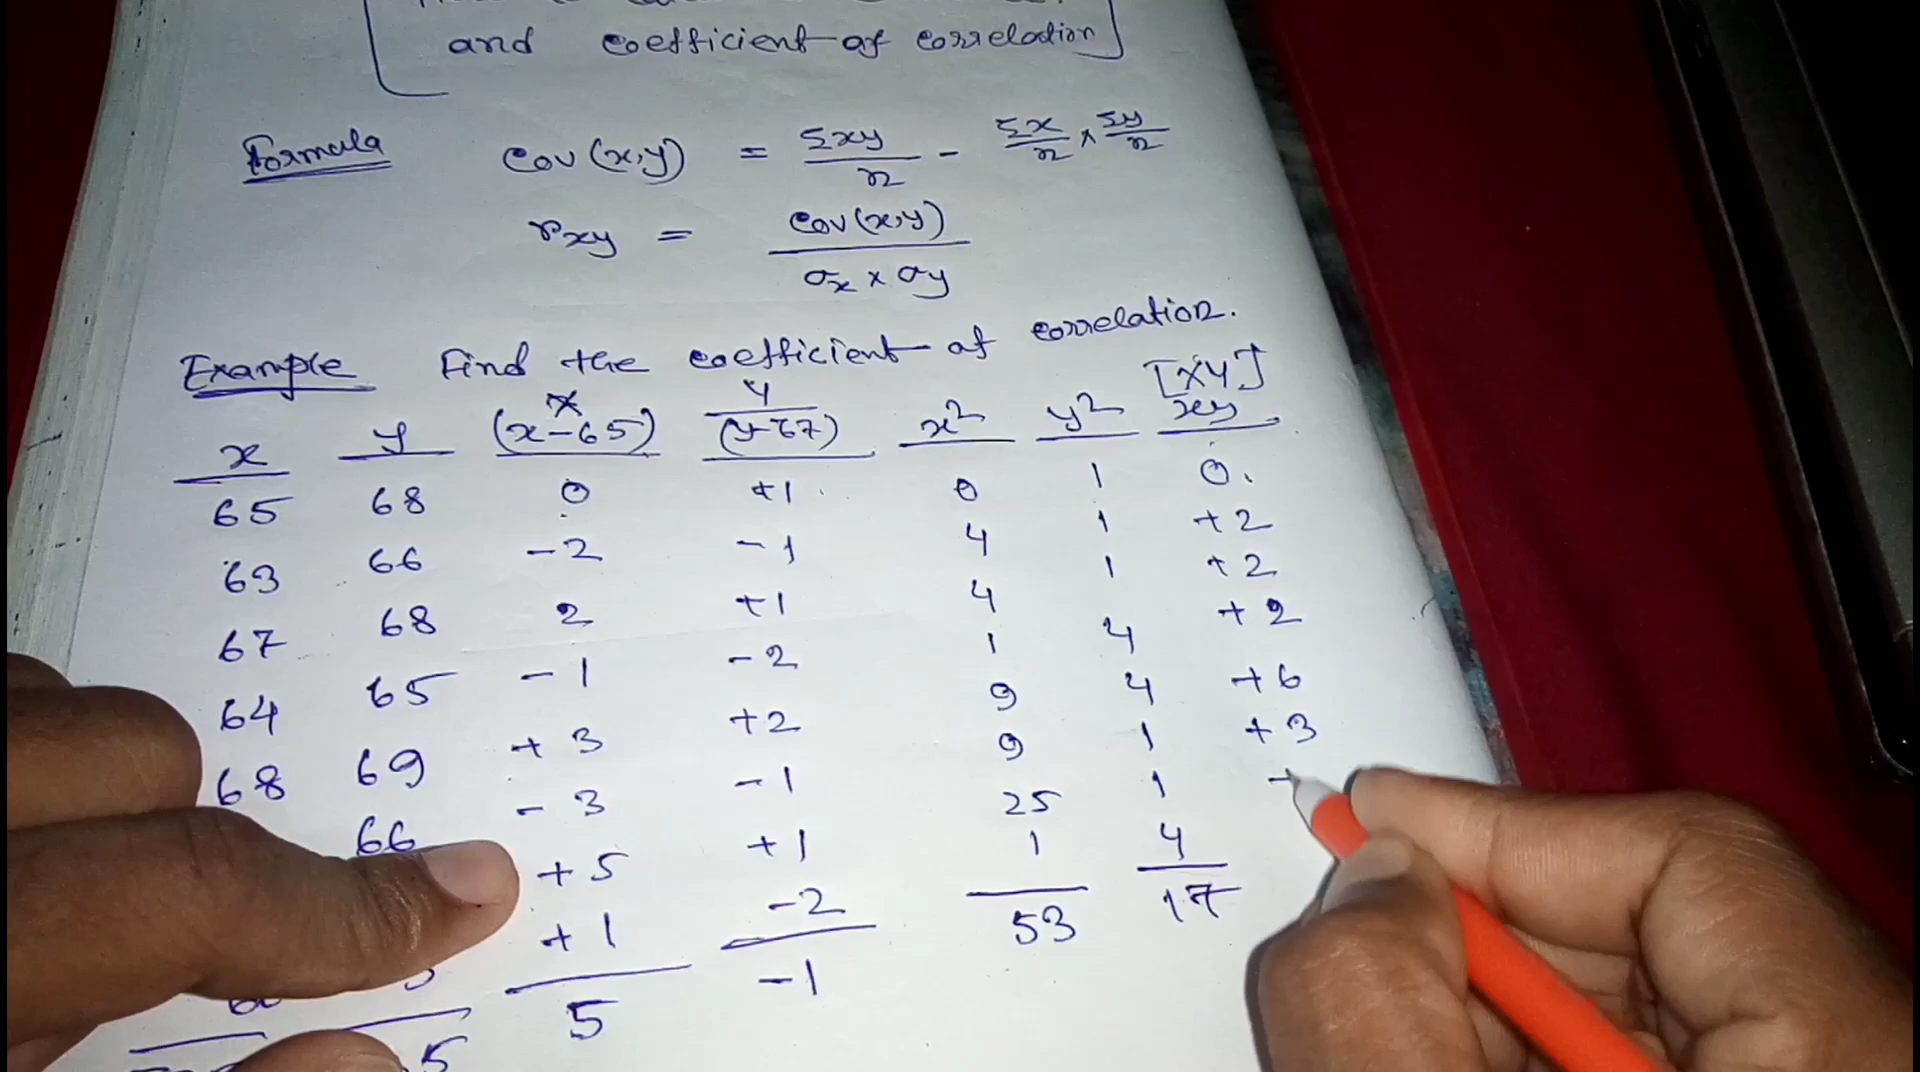 and coefficient of correlation
Formula Cov(x,y) = Σxy/n - Σx/n × Σy/n
rxy = Cov(x,y) / σx × σy
Example Find the coefficient of correlation.
x y X (x-65) Y (y-67) x² y² [XY] xy
65 68 0 +1 0 1 0
63 66 -2 -1 4 1 +2
67 68 2 +1 4 1 +2
64 65 -1 -2 1 4 +2
68 69 +3 +2 9 4 +6
66 -3 -1 9 1 +3
+5 +1 25 1
+1 -2 1 4
5 -1 53 17